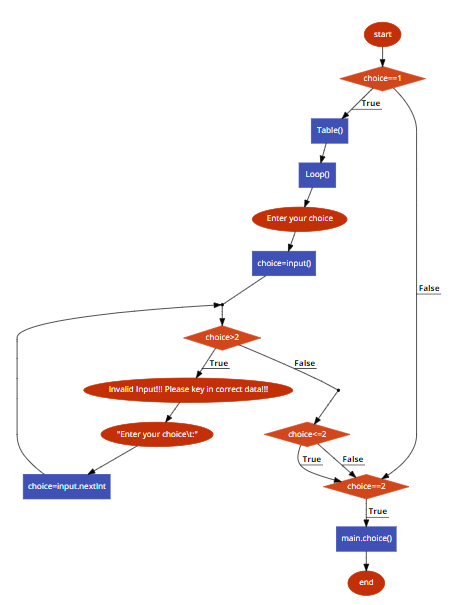 start
choice==1
True
Table()
Loop()
Enter your choice
choice=input()
False
choice>2
True
False
Invalid Input!!! Please key in correct data!!!
"Enter your choice\t:"
choice<=2
True
False
choice=input.nextInt
choice==2
True
main.choice()
end